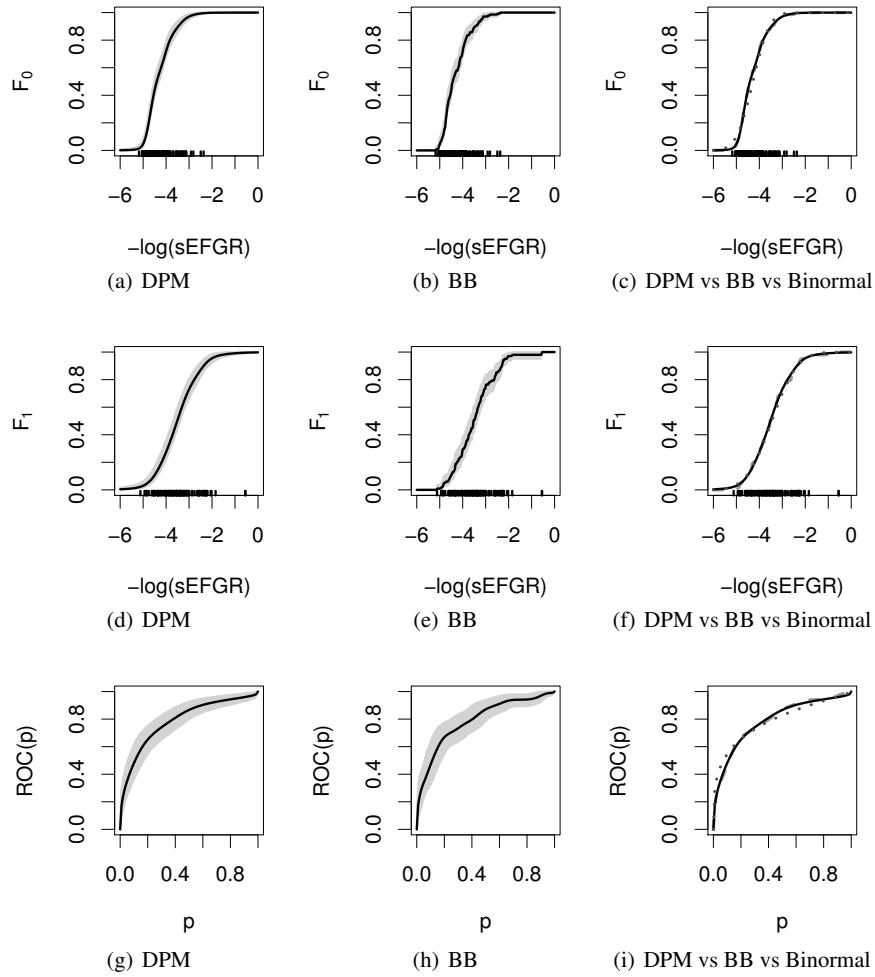 F0
0.0 0.4 0.8
−6 −4 −2 0
−log(sEFGR)
(a) DPM
F0
0.0 0.4 0.8
−6 −4 −2 0
−log(sEFGR)
(b) BB
F0
0.0 0.4 0.8
−6 −4 −2 0
−log(sEFGR)
(c) DPM vs BB vs Binormal
F1
0.0 0.4 0.8
−6 −4 −2 0
−log(sEFGR)
(d) DPM
F1
0.0 0.4 0.8
−6 −4 −2 0
−log(sEFGR)
(e) BB
F1
0.0 0.4 0.8
−6 −4 −2 0
−log(sEFGR)
(f) DPM vs BB vs Binormal
ROC(p)
0.0 0.4 0.8
0.0 0.4 0.8
p
(g) DPM
ROC(p)
0.0 0.4 0.8
0.0 0.4 0.8
p
(h) BB
ROC(p)
0.0 0.4 0.8
0.0 0.4 0.8
p
(i) DPM vs BB vs Binormal